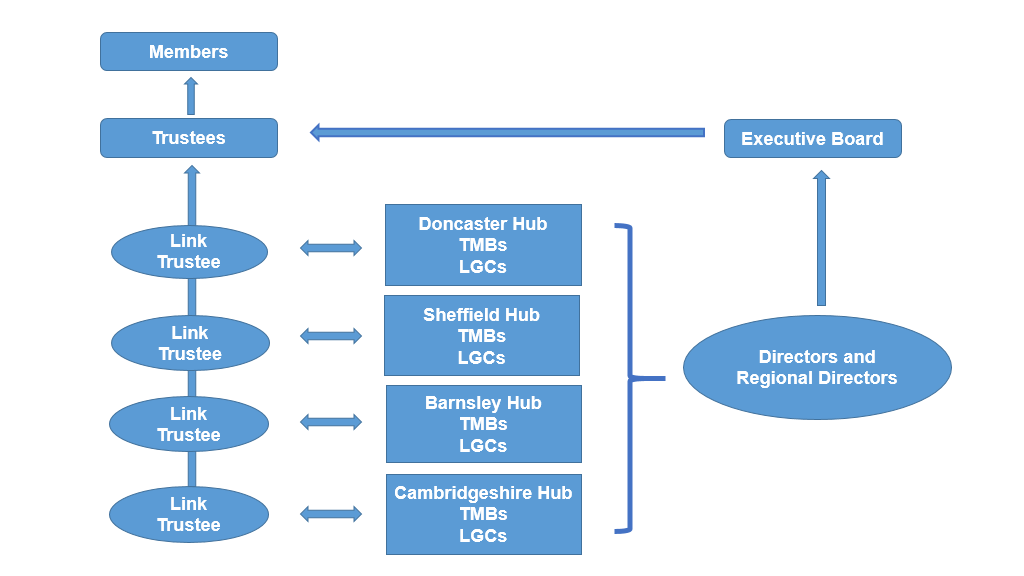 Members
Trustees
Executive Board
Link
Trustee
Doncaster Hub
TMBs
LGCs
Link
Trustee
Sheffield Hub
TMBs
LGCs
Directors and
Regional Directors
Link
Trustee
Barnsley Hub
TMBs
LGCs
Link
Trustee
Cambridgeshire Hub
TMBs
LGCs